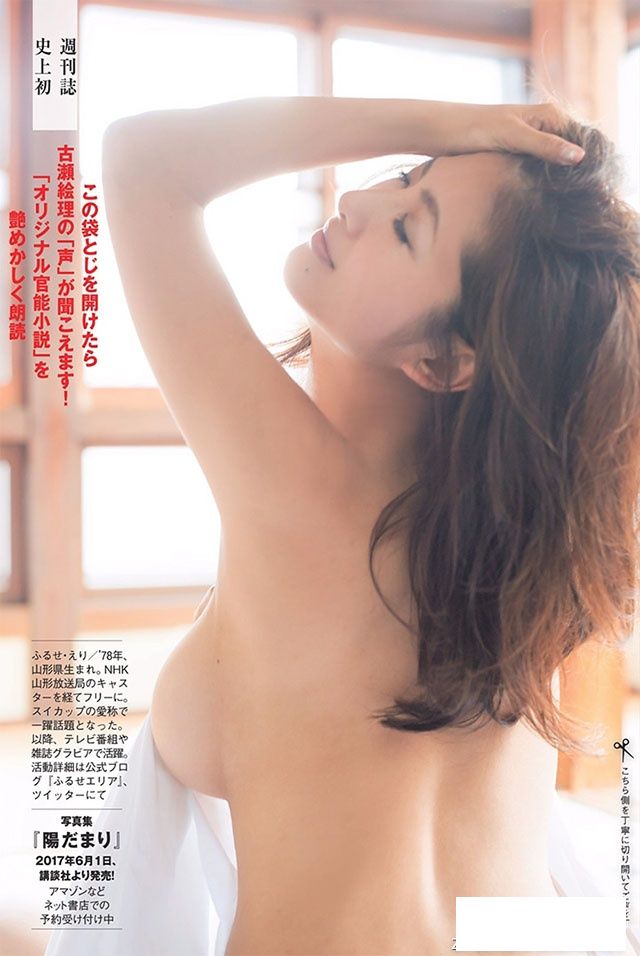 週刊誌
史上初
この袋とじを開けたら
古瀬絵理の「声」が聞こえます!
「オリジナル官能小説」を
艶めかしく朗読
ふるせ・えり/'78年、
山形県生まれ。NHK
山形放送局のキャス
ターを経てフリーに。
スイカップの愛称で
一躍話題となった。
以降、テレビ番組や
雑誌グラビアで活躍。
活動詳細は公式ブロ
グ『ふるせエリア』、
ツイッターにて
写真集
『陽だまり』
2017年6月1日、
講談社より発売!
アマゾンなど
ネット書店での
予約受け付け中
こちら側を丁寧に切り開いて